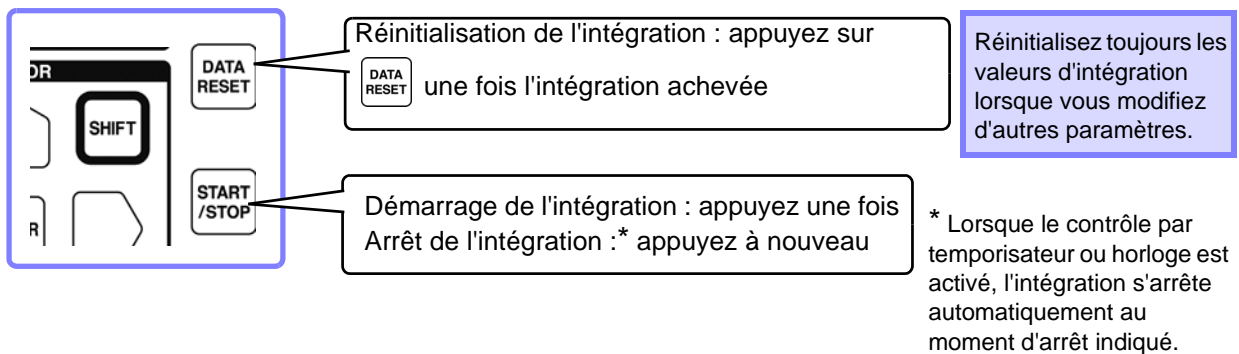 OR
SHIFT
R
DATA
RESET
START
/STOP
Réinitialisation de l'intégration : appuyez sur
DATA
RESET
une fois l'intégration achevée
Démarrage de l'intégration : appuyez une fois
Arrêt de l'intégration :* appuyez à nouveau
Réinitialisez toujours les
valeurs d'intégration
lorsque vous modifiez
d'autres paramètres.
* Lorsque le contrôle par
temporisateur ou horloge est
activé, l'intégration s'arrête
automatiquement au
moment d'arrêt indiqué.